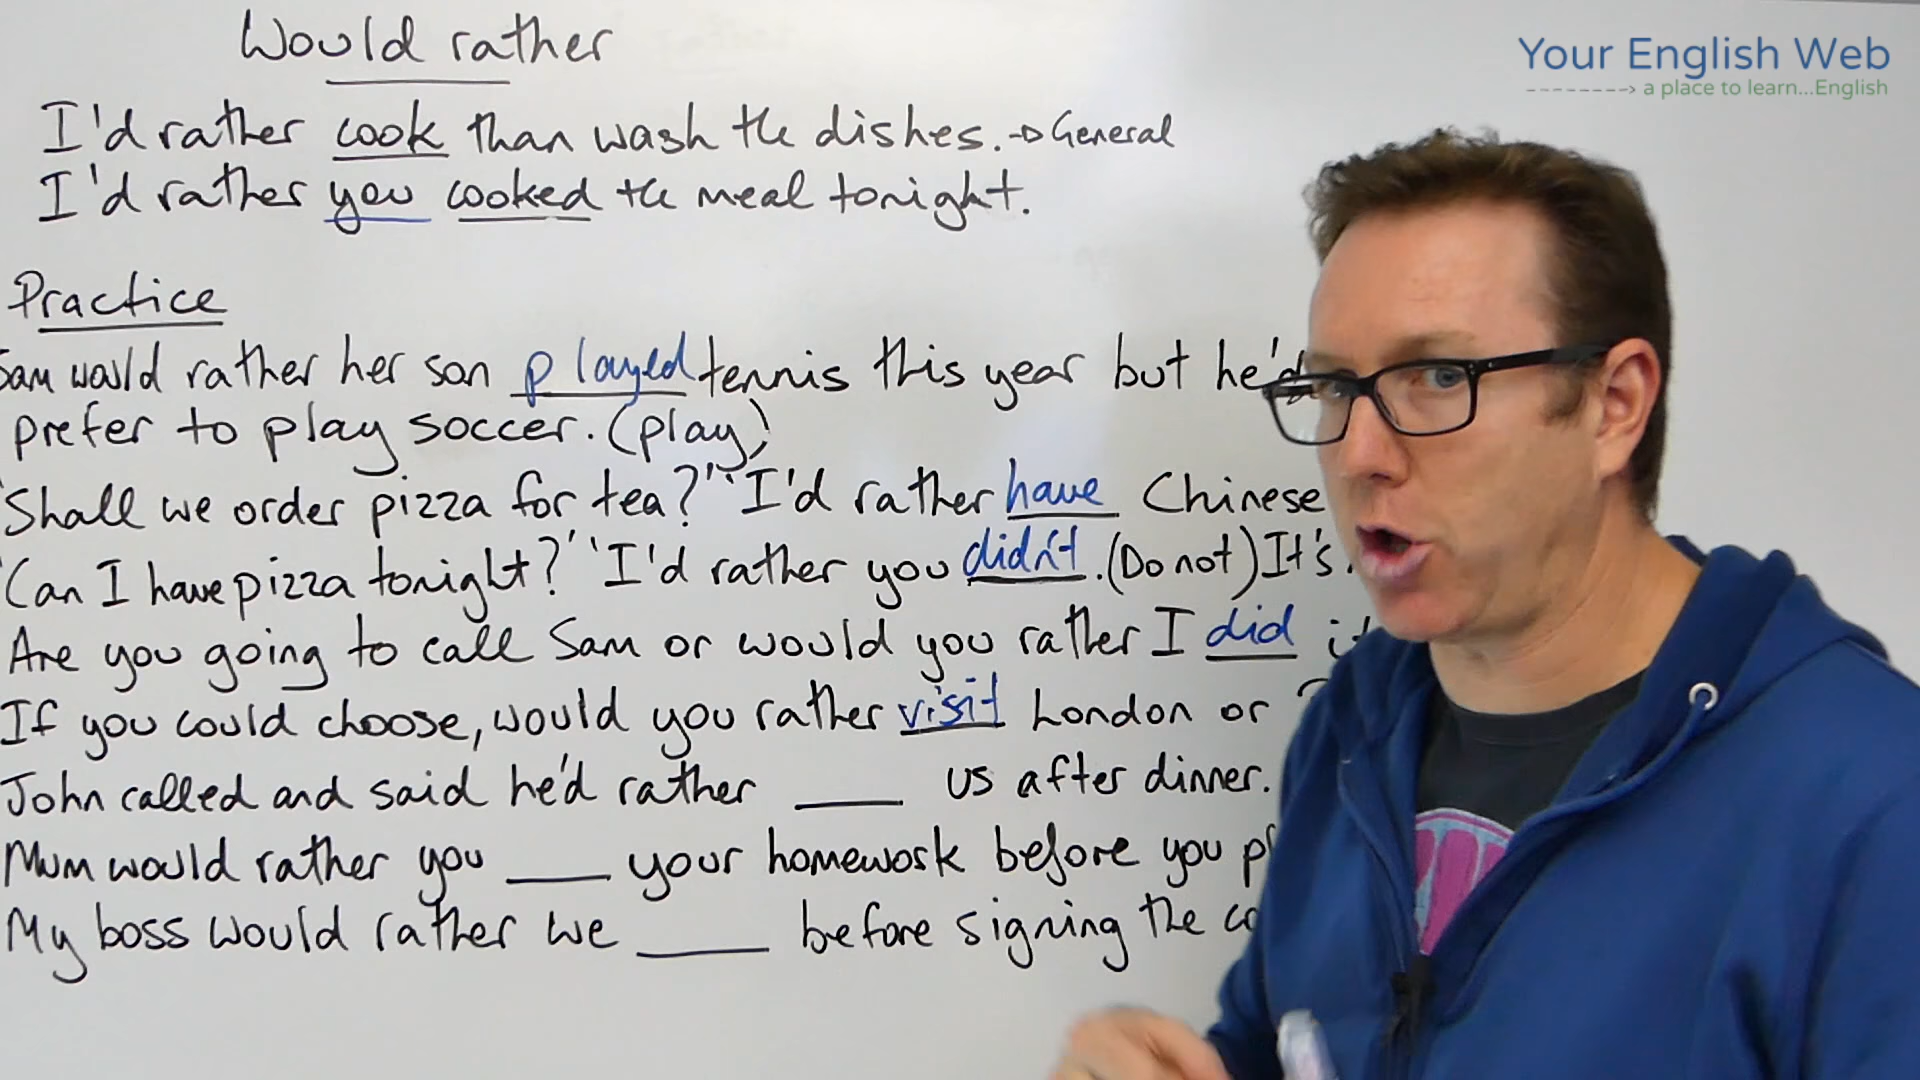 Would rather
Your English Web
a place to learn...English
I'd rather cook than wash the dishes. → General
I'd rather you cooked the meal tonight.
Practice
Sam would rather her son played tennis this year but he'd
prefer to play soccer. (play)
"Shall we order pizza for tea?" "I'd rather have Chinese
"Can I have pizza tonight?" "I'd rather you didn't. (Do not) It's
Are you going to call Sam or would you rather I did it
If you could choose, would you rather visit London or
John called and said he'd rather ____ us after dinner.
Mum would rather you ____ your homework before you
My boss would rather we ____ before signing the